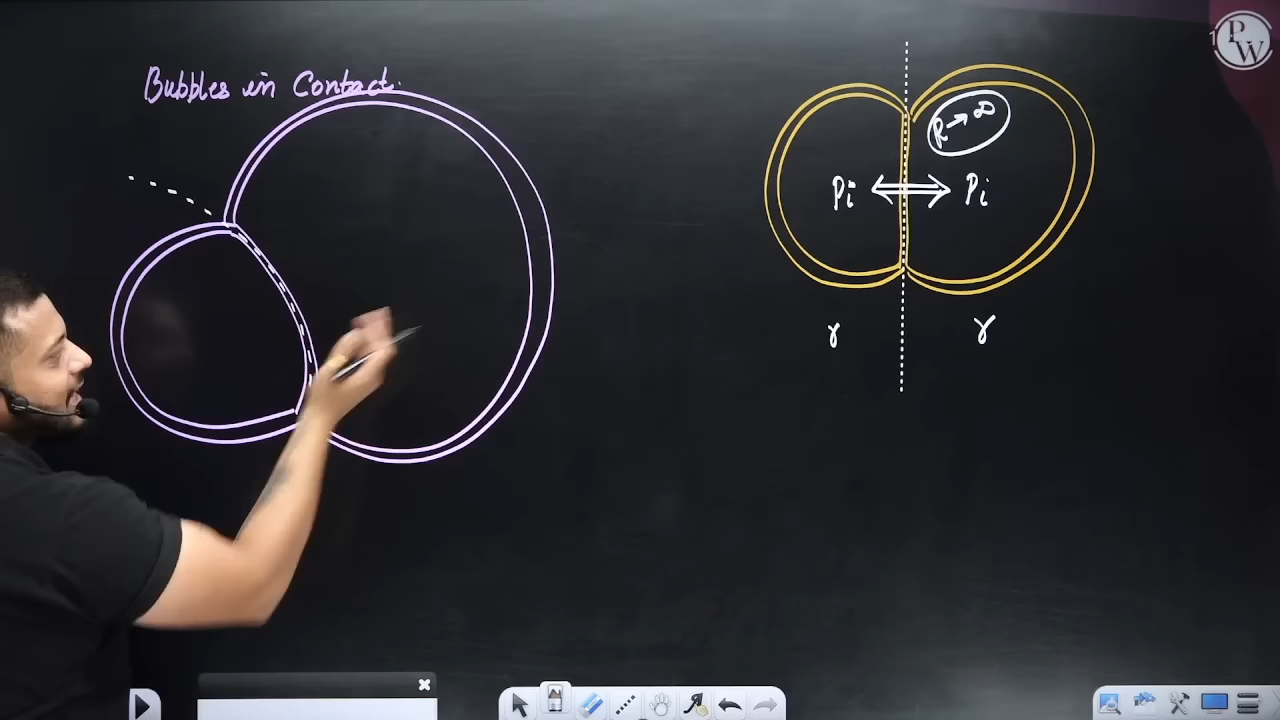 Bubbles in Contact.
R → ∞
Pi ⟺ Pi
r r
PW